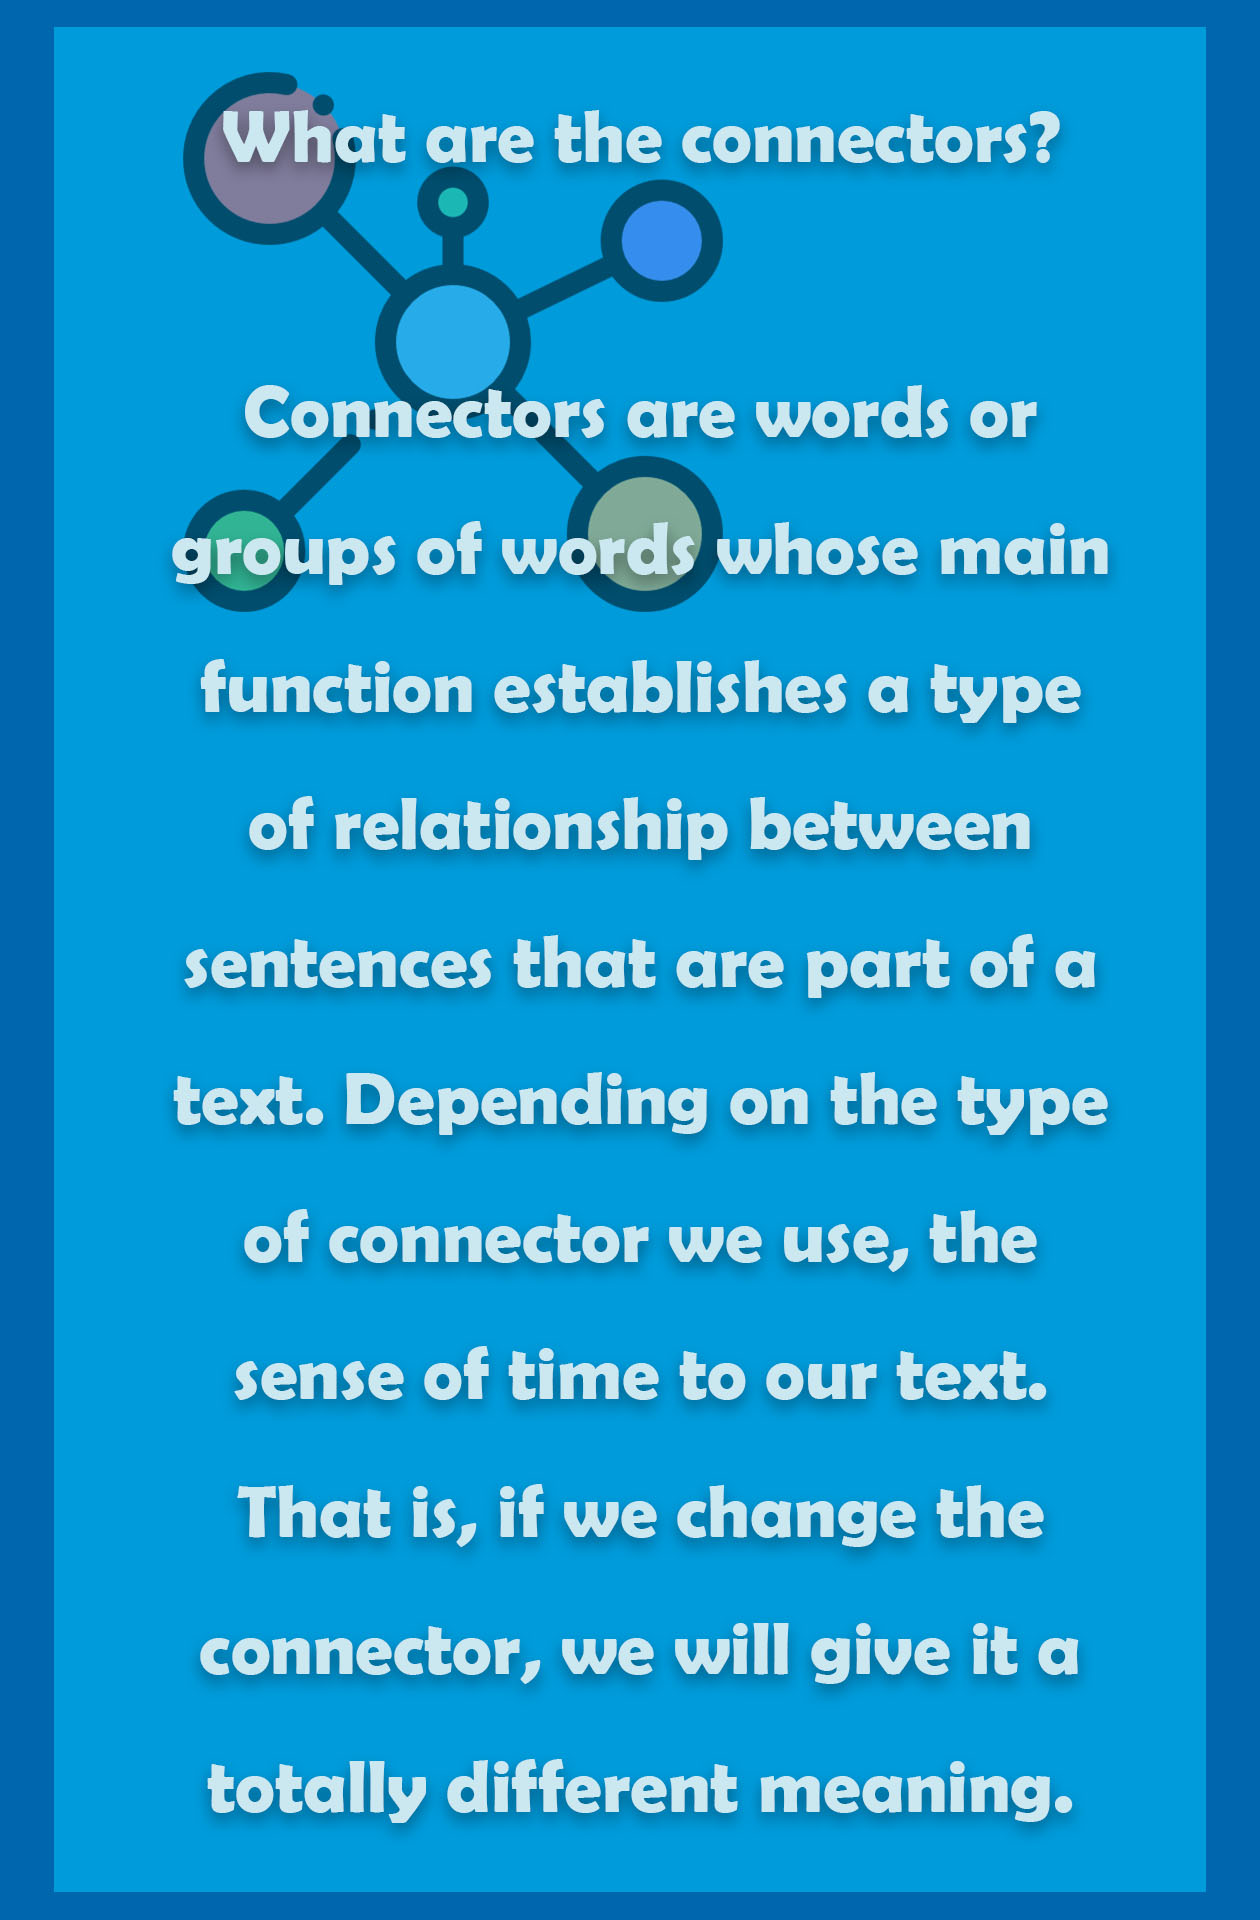 What are the connectors?
Connectors are words or
groups of words whose main
function establishes a type
of relationship between
sentences that are part of a
text. Depending on the type
of connector we use, the
sense of time to our text.
That is, if we change the
connector, we will give it a
totally different meaning.